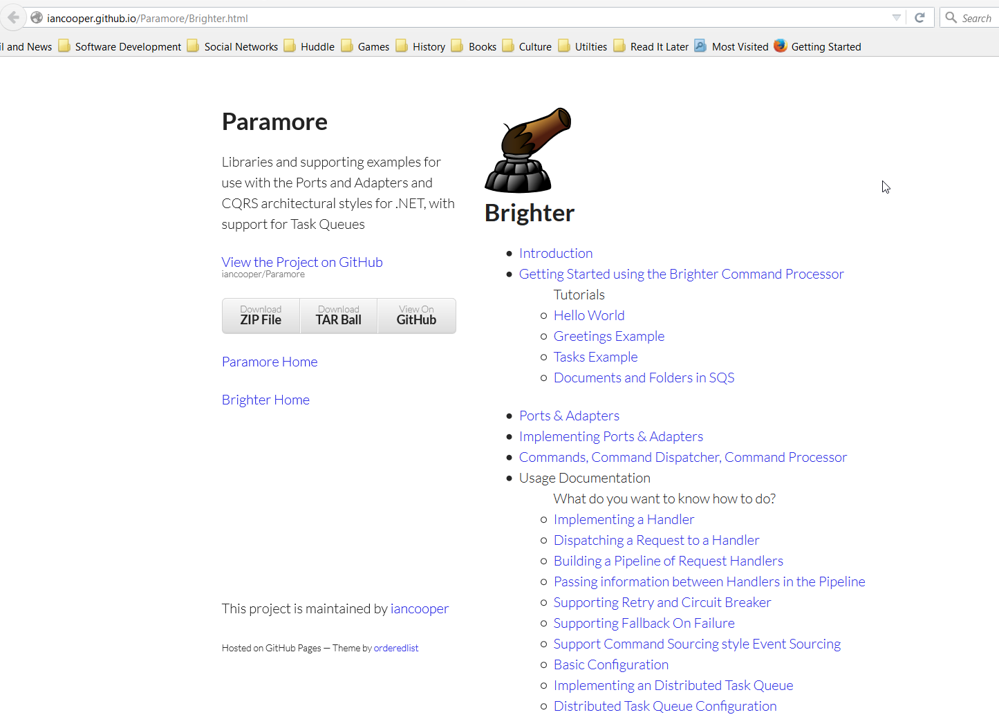 iancooper.github.io/Paramore/Brighter.html
Search
il and News Software Development Social Networks Huddle Games History Books Culture Utilties Read It Later Most Visited Getting Started
Paramore
Libraries and supporting examples for
use with the Ports and Adapters and
CQRS architectural styles for .NET, with
support for Task Queues
View the Project on GitHub
iancooper/Paramore
Download
ZIP File
Download
TAR Ball
View On
GitHub
Paramore Home
Brighter Home
This project is maintained by iancooper
Hosted on GitHub Pages — Theme by orderedlist
Brighter
Introduction
Getting Started using the Brighter Command Processor
Tutorials
Hello World
Greetings Example
Tasks Example
Documents and Folders in SQS
Ports & Adapters
Implementing Ports & Adapters
Commands, Command Dispatcher, Command Processor
Usage Documentation
What do you want to know how to do?
Implementing a Handler
Dispatching a Request to a Handler
Building a Pipeline of Request Handlers
Passing information between Handlers in the Pipeline
Supporting Retry and Circuit Breaker
Supporting Fallback On Failure
Support Command Sourcing style Event Sourcing
Basic Configuration
Implementing an Distributed Task Queue
Distributed Task Queue Configuration